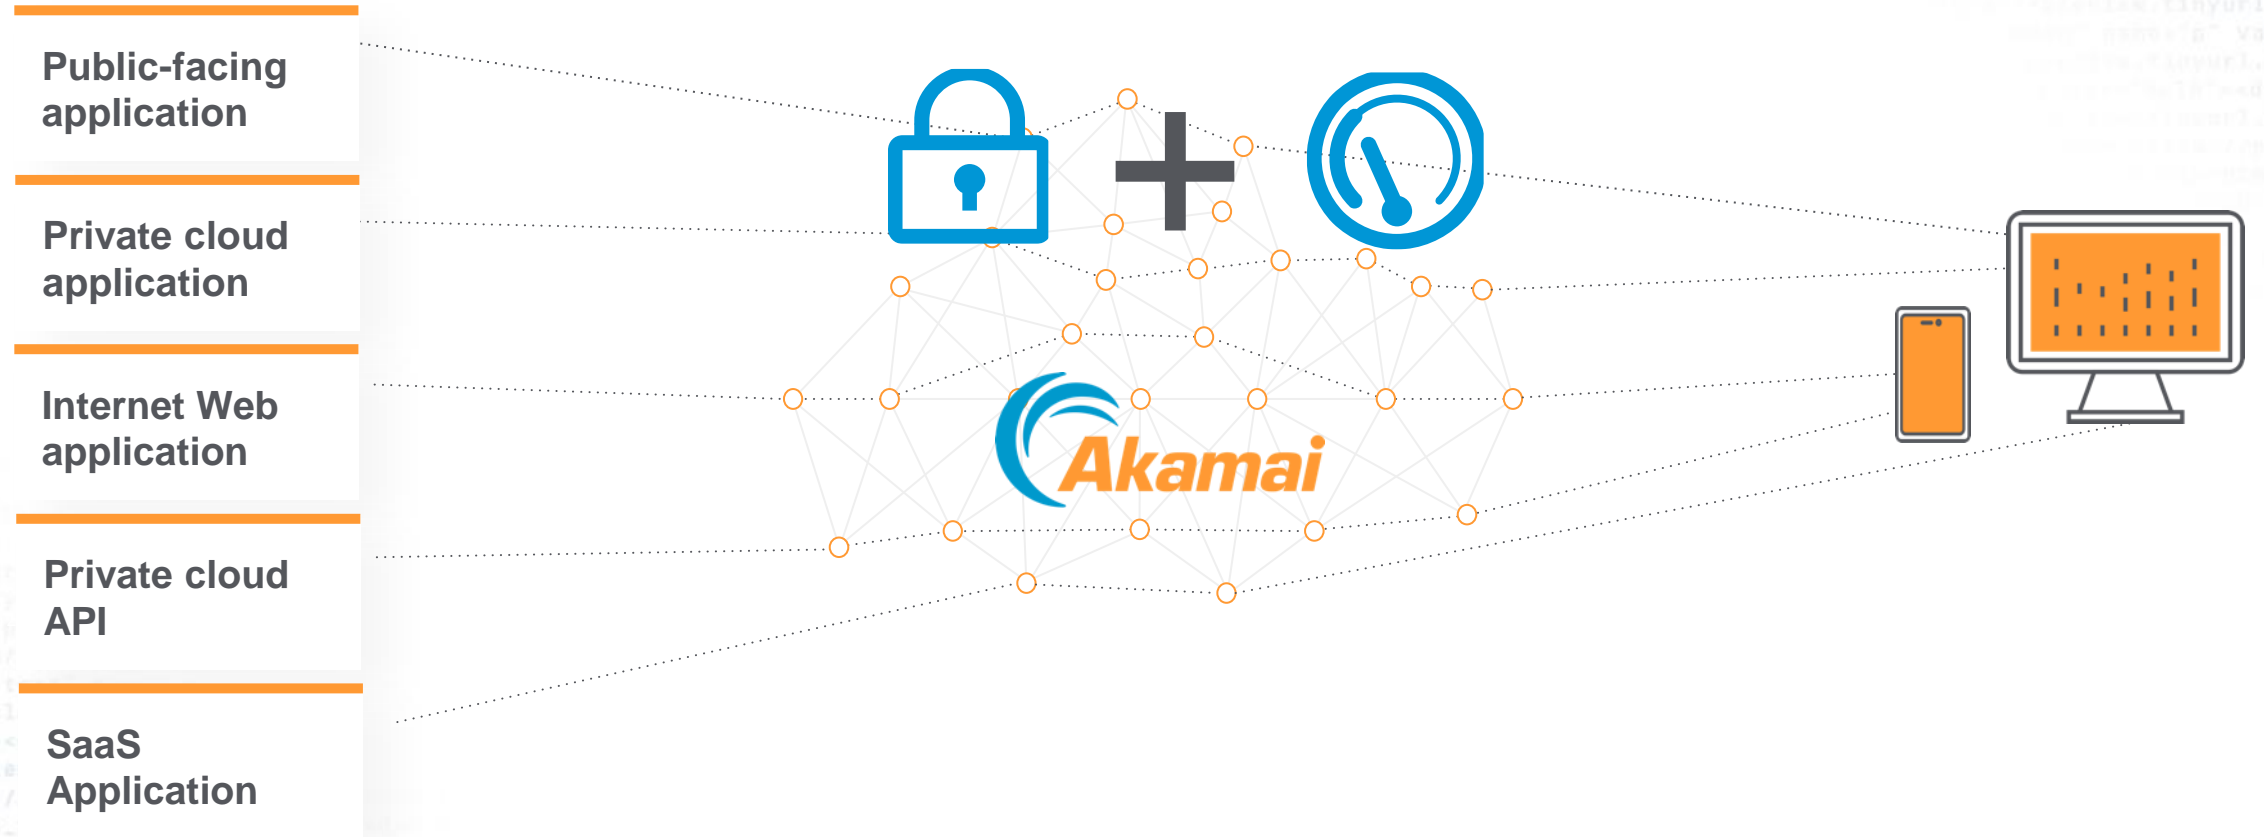 Public-facing
application
Private cloud
application
Internet Web
application
Private cloud
API
SaaS
Application
Akamai